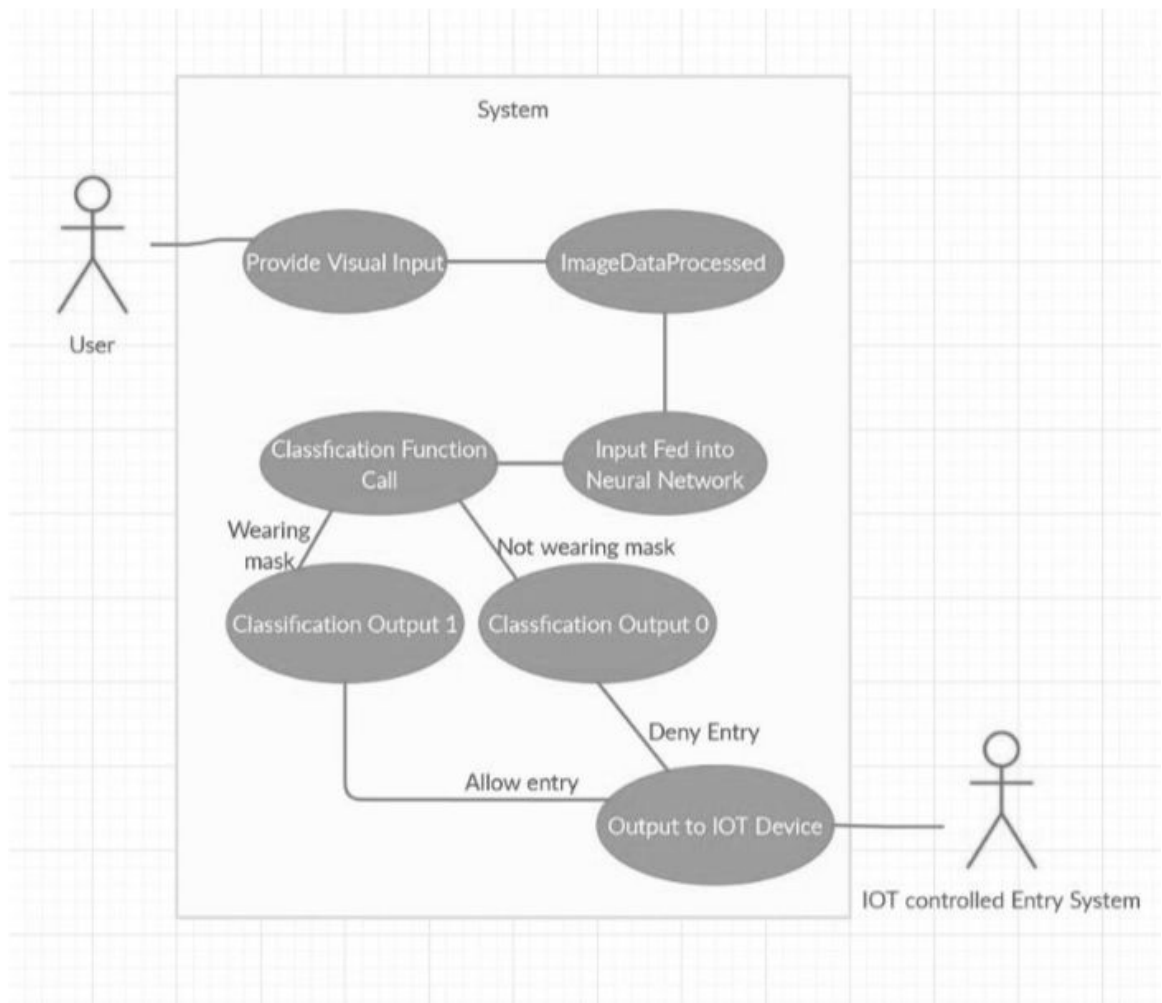 System
Provide Visual Input
ImageDataProcessed
User
Classfication Function
Call
Input Fed into
Neural Network
Wearing
mask
Not wearing mask
Classification Output 1
Classfication Output 0
Deny Entry
Allow entry
Output to IOT Device
IOT controlled Entry System